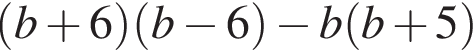 (b + 6)(b − 6) − b(b + 5)